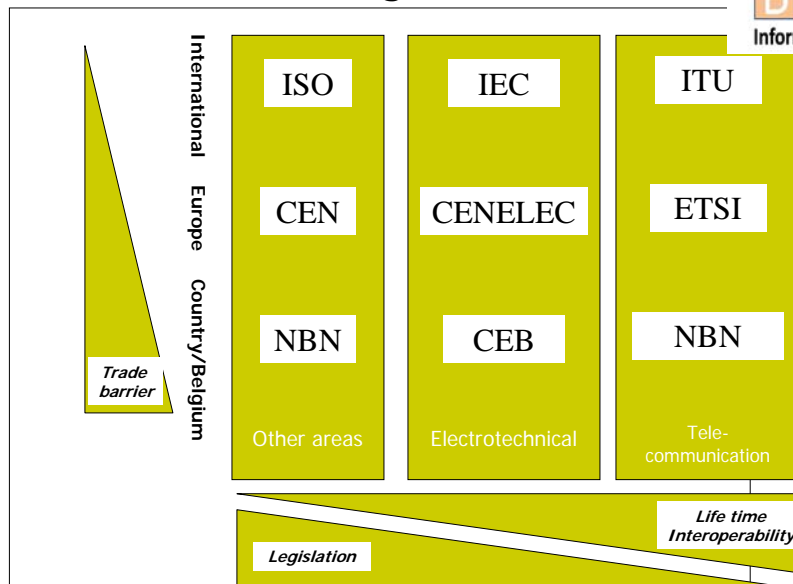 D
Infor
International Europe Country/Belgium
ISO
IEC
ITU
CEN
CENELEC
ETSI
NBN
CEB
NBN
Trade
barrier
Other areas
Electrotechnical
Tele-
communication
Life time
Interoperability
Legislation